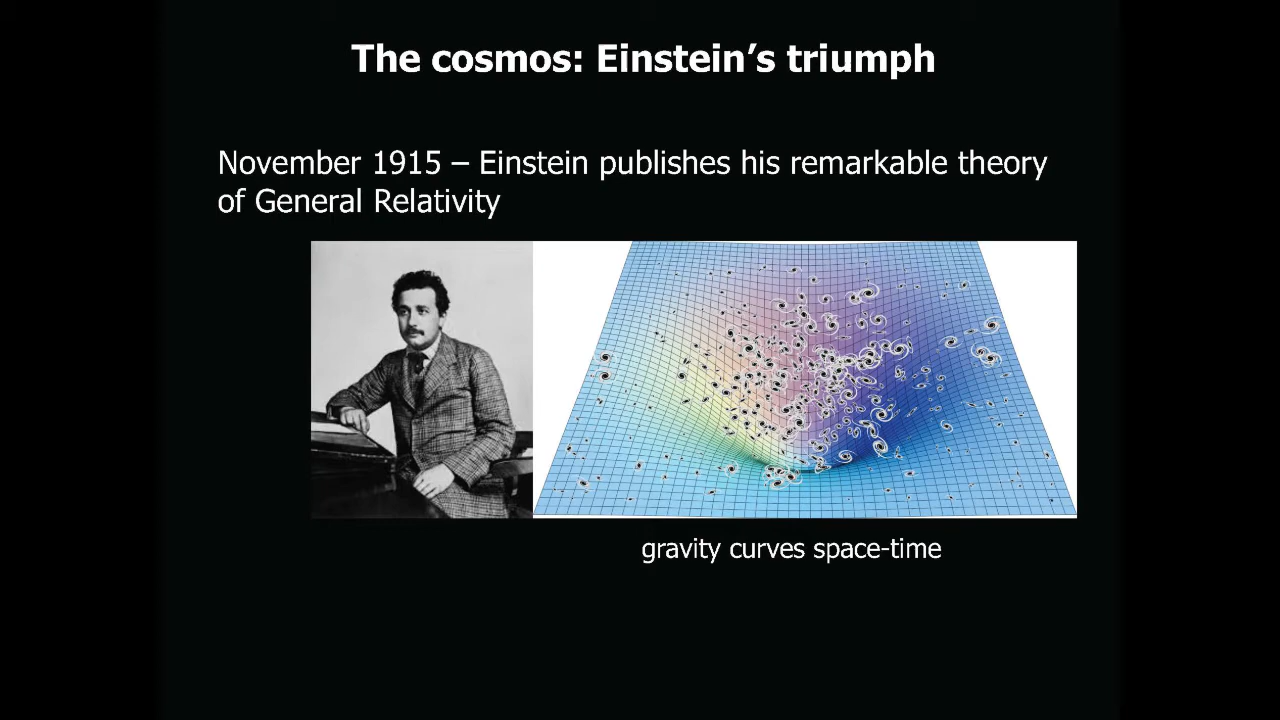 The cosmos: Einstein’s triumph
November 1915 – Einstein publishes his remarkable theory
of General Relativity
gravity curves space-time